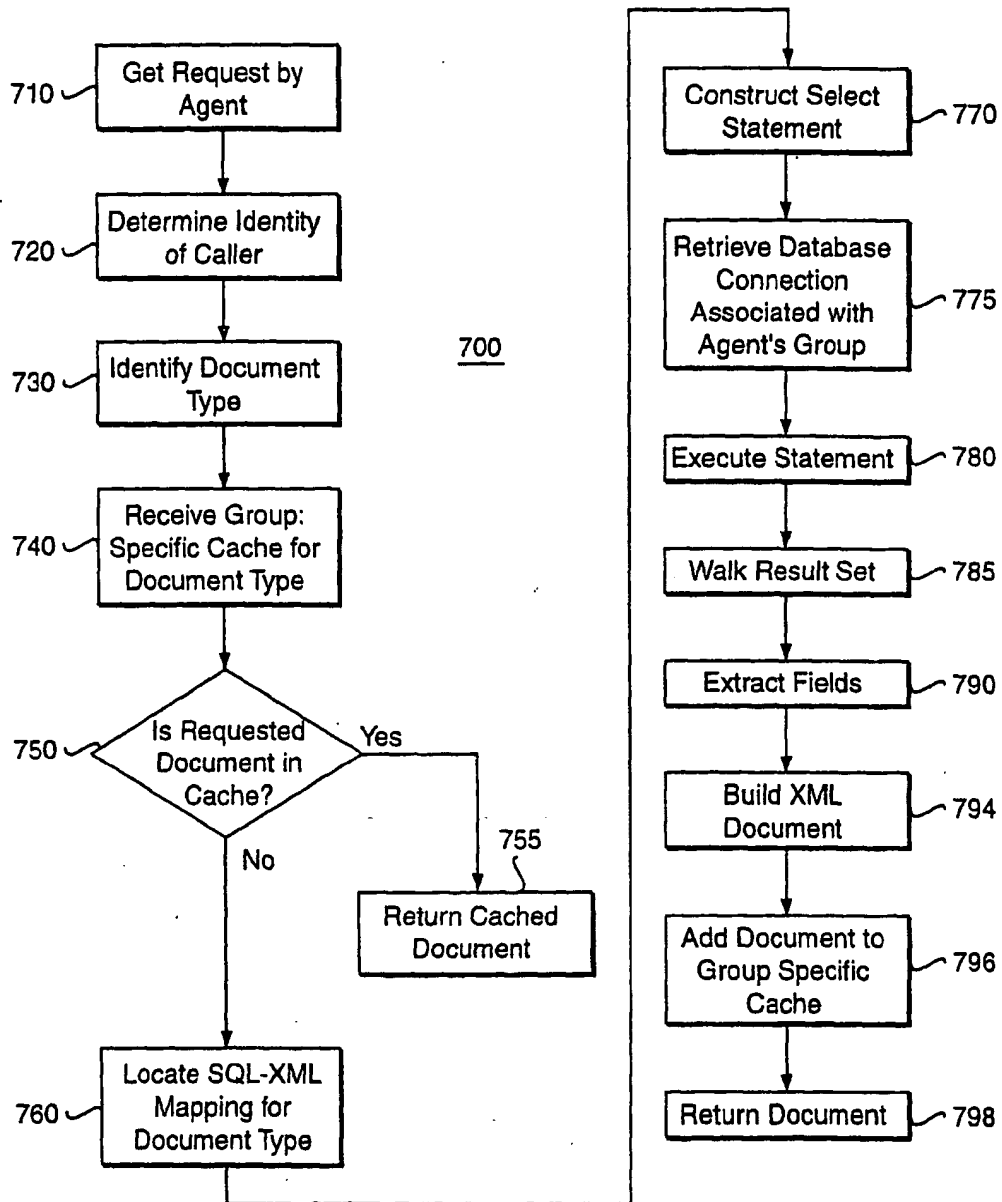 710
Get Request by
Agent
720
Determine Identity
of Caller
730
Identify Document
Type
700
740
Receive Group:
Specific Cache for
Document Type
750
Is Requested
Document in
Cache?
Yes
No
755
Return Cached
Document
760
Locate SQL-XML
Mapping for
Document Type
Construct Select
Statement
770
Retrieve Database
Connection
Associated with
Agent's Group
775
Execute Statement
780
Walk Result Set
785
Extract Fields
790
Build XML
Document
794
Add Document to
Group Specific
Cache
796
Return Document
798